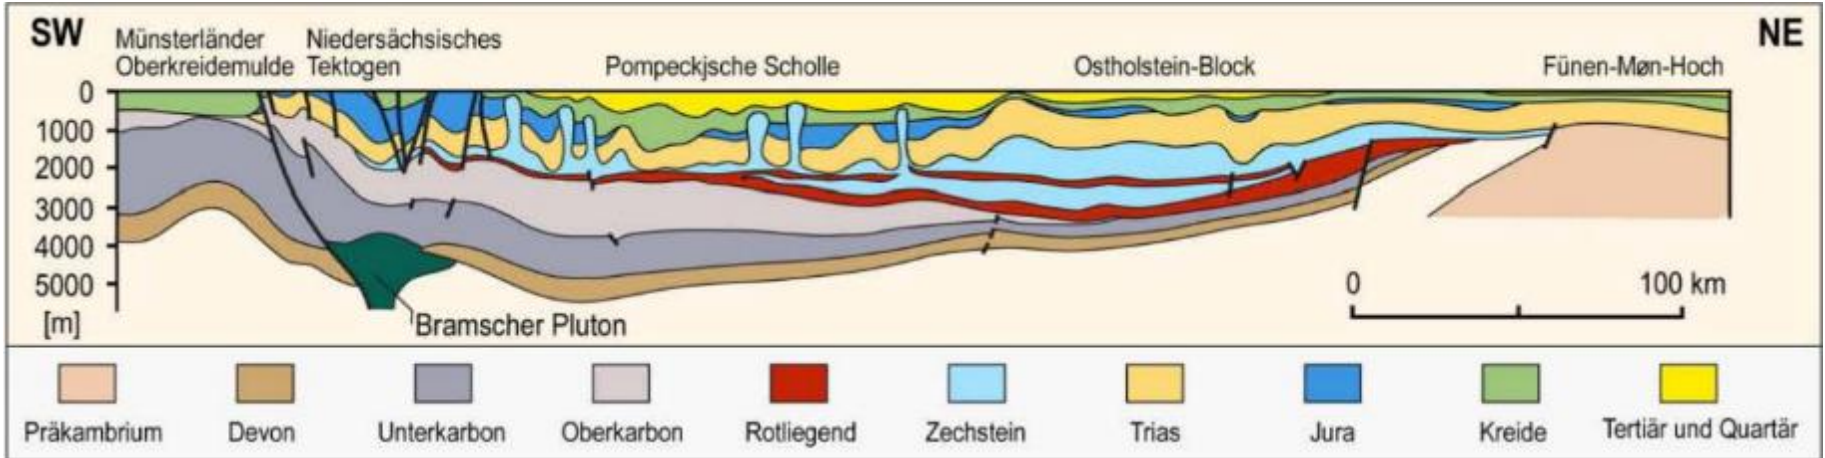 SW
NE
Münsterländer
Oberkreidemulde
Niedersächsisches
Tektogen
Pompeckjsche Scholle
Ostholstein-Block
Fünen-Møn-Hoch
0
1000
2000
3000
4000
5000
[m]
Bramscher Pluton
0
100 km
Präkambrium
Devon
Unterkarbon
Oberkarbon
Rotliegend
Zechstein
Trias
Jura
Kreide
Tertiär und Quartär